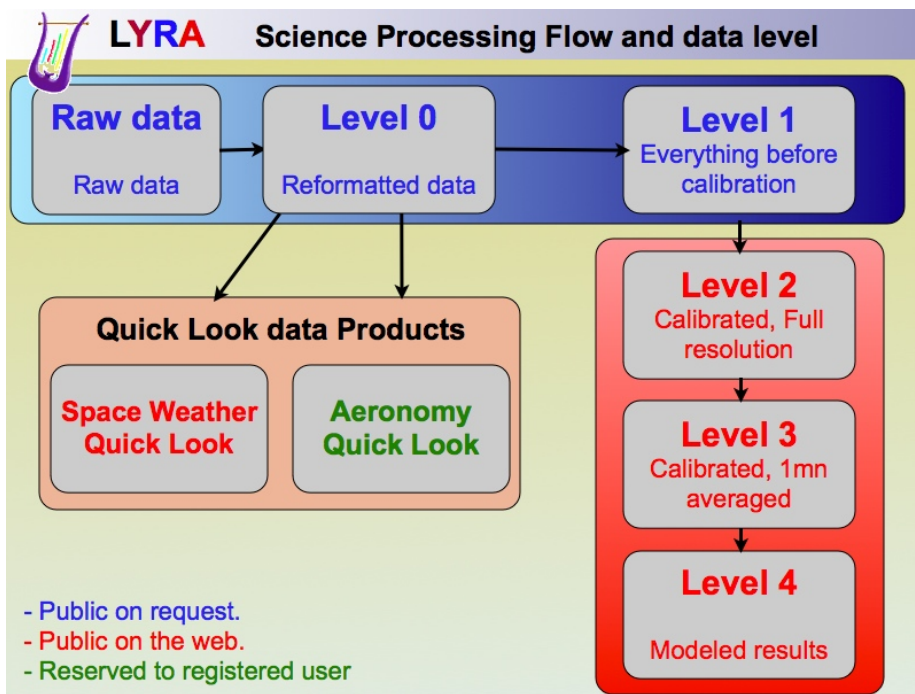 LYRA Science Processing Flow and data level
Raw data
Raw data
Level 0
Reformatted data
Level 1
Everything before
calibration
Quick Look data Products
Space Weather
Quick Look
Aeronomy
Quick Look
Level 2
Calibrated, Full
resolution
Level 3
Calibrated, 1mn
averaged
Level 4
Modeled results
- Public on request.
- Public on the web.
- Reserved to registered user